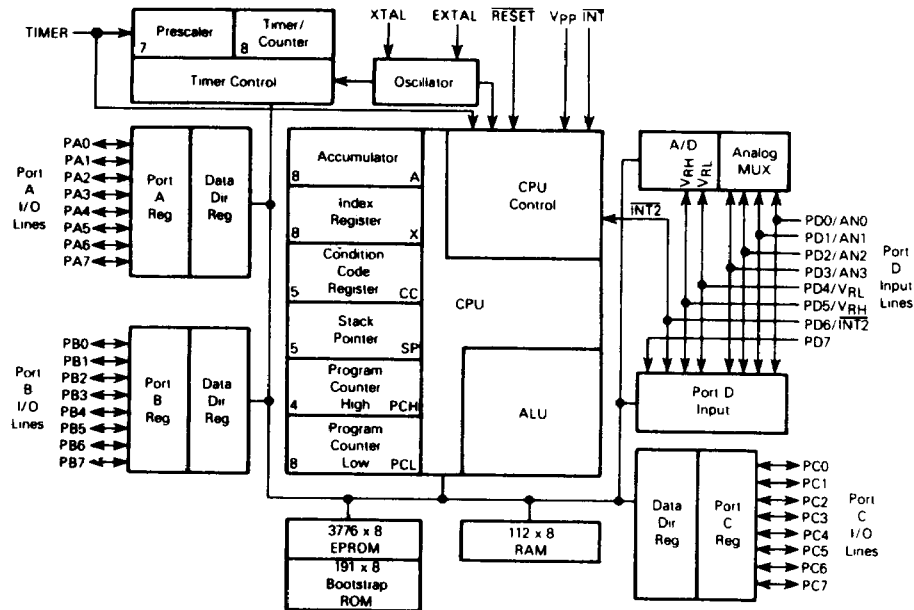 TIMER
Prescaler
7
Timer/
Counter
8
Timer Control
XTAL
EXTAL
RESET
VPP
INT
Oscillator
Port
A
I/O
Lines
PA0
PA1
PA2
PA3
PA4
PA5
PA6
PA7
Port
A
Reg
Data
Dir
Reg
Port
B
I/O
Lines
PB0
PB1
PB2
PB3
PB4
PB5
PB6
PB7
Port
B
Reg
Data
Dir
Reg
Accumulator
8 A
Index
Register
8 X
Condition
Code
Register
5 CC
Stack
Pointer
5 SP
Program
Counter
High
4 PCH
Program
Counter
Low
8 PCL
CPU
Control
CPU
ALU
INT2
A/D
VRH
VRL
Analog
MUX
PD0/AN0
PD1/AN1
PD2/AN2
PD3/AN3
PD4/VRL
PD5/VRH
PD6/INT2
PD7
Port
D
Input
Lines
Port D
Input
3776 x 8
EPROM
191 x 8
Bootstrap
ROM
112 x 8
RAM
Data
Dir
Reg
Port
C
Reg
PC0
PC1
PC2
PC3
PC4
PC5
PC6
PC7
Port
C
I/O
Lines